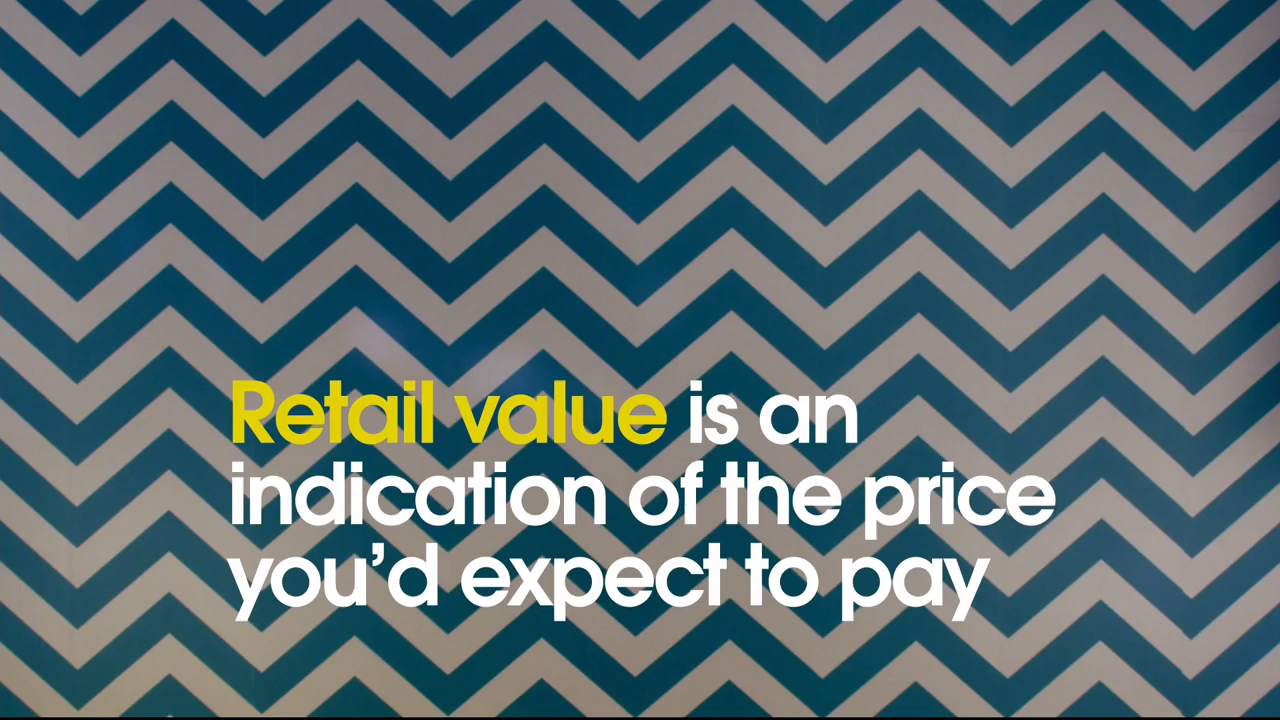 Retail value is an
indication of the price
you’d expect to pay